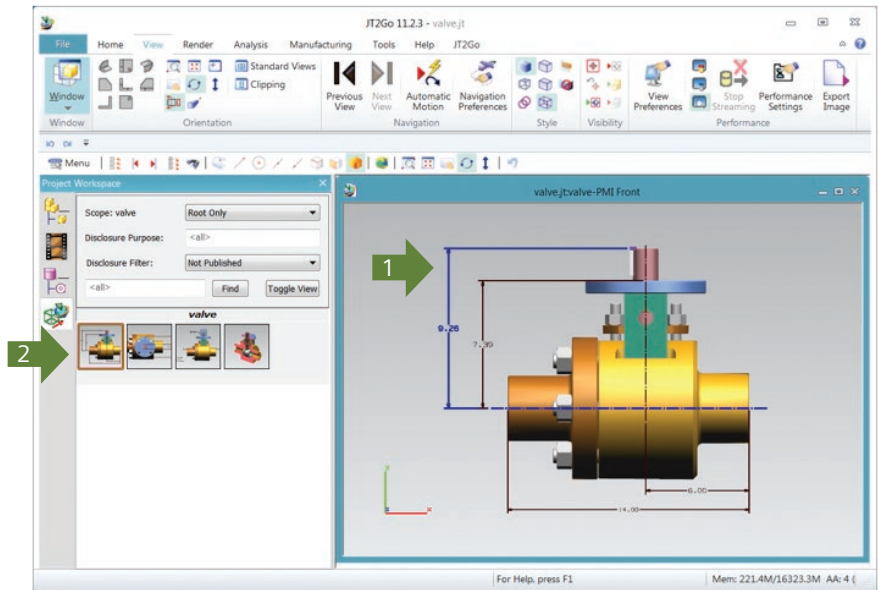 JT2Go 11.2.3 - valve.jt
File Home View Render Analysis Manufacturing Tools Help JT2Go
Window
Standard Views
Clipping
Previous View
Next View
Automatic Motion
Navigation Preferences
View Preferences
Stop Streaming
Performance Settings
Export Image
Window Orientation Navigation Style Visibility Performance
Menu
Project Workspace
valve.jt:valve-PMI Front
Scope: valve Root Only
Disclosure Purpose: <all>
Disclosure Filter: Not Published
<all> Find Toggle View
valve
1
2
9.26
7.39
6.00
14.00
Y
X
For Help, press F1 Mem: 221.4M/16323.3M AA: 4 (